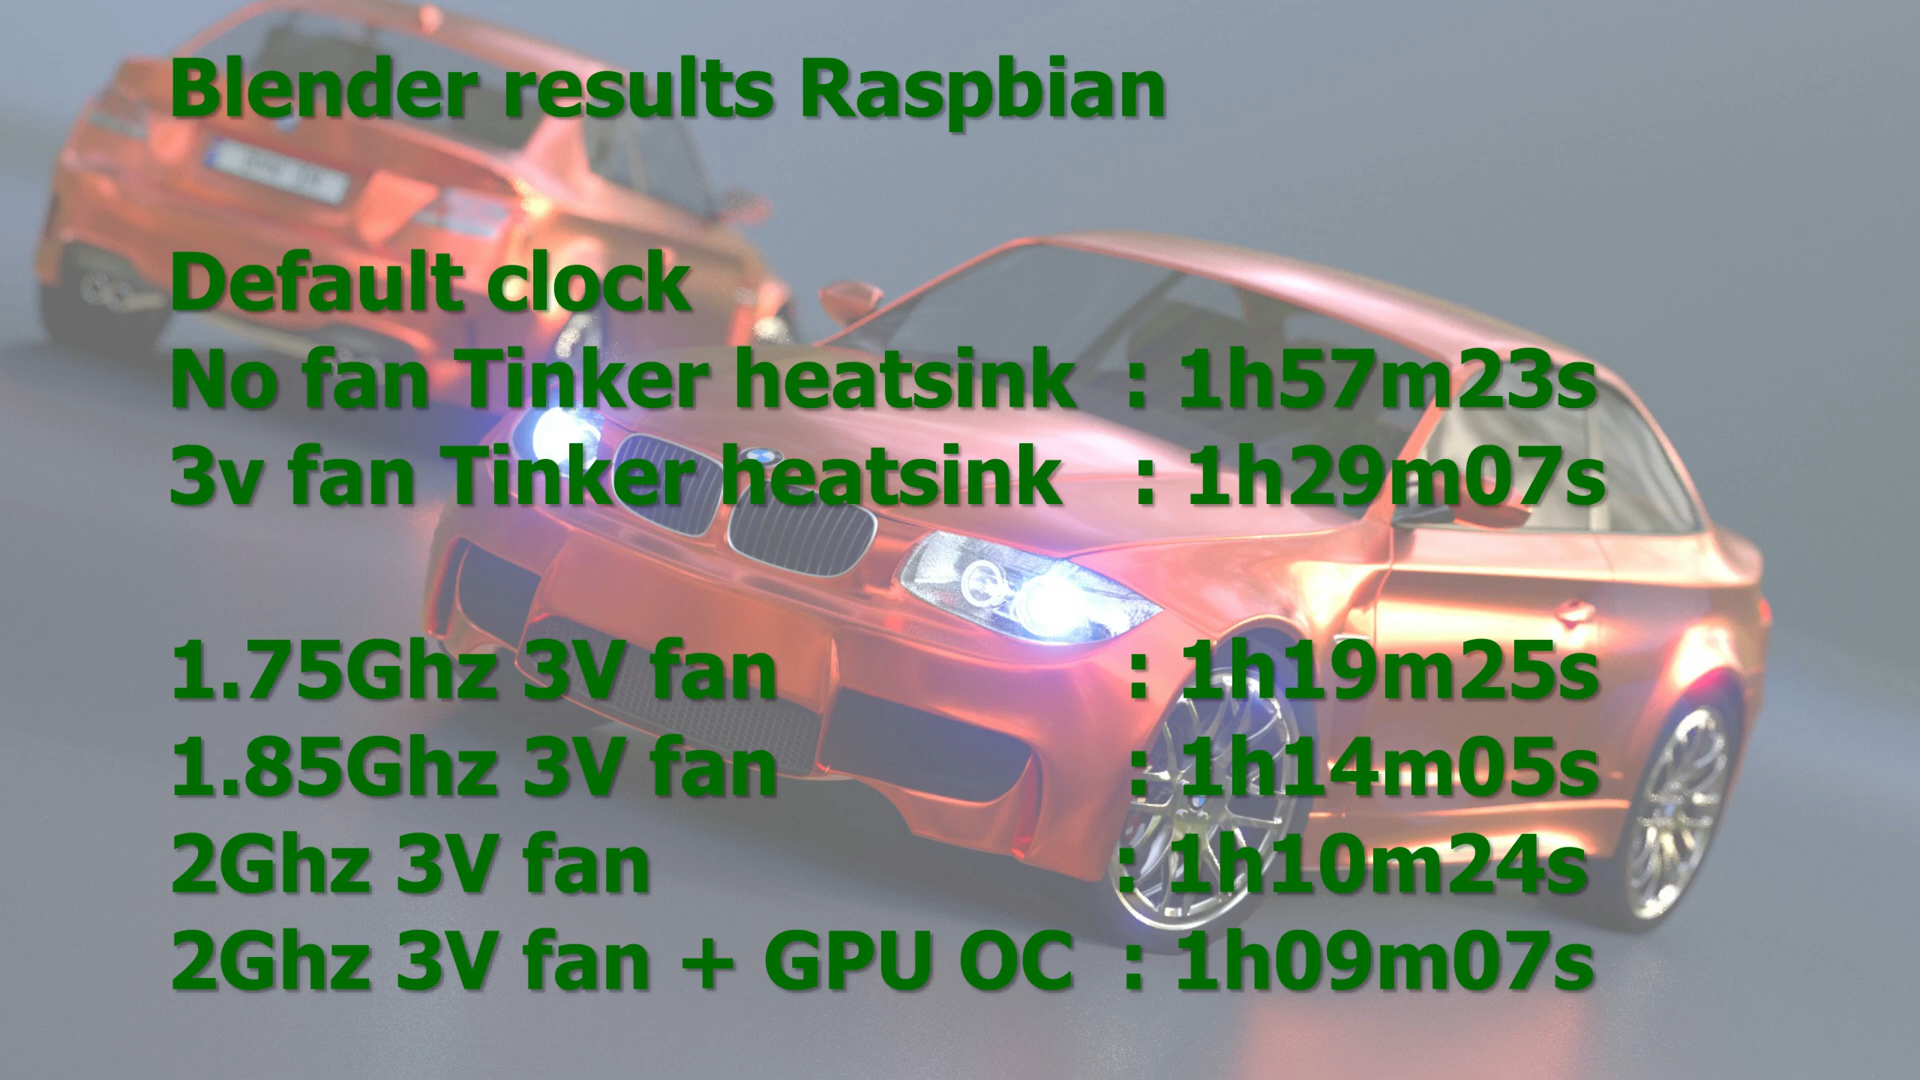 Blender results Raspbian
Default clock
No fan Tinker heatsink : 1h57m23s
3v fan Tinker heatsink : 1h29m07s
1.75Ghz 3V fan : 1h19m25s
1.85Ghz 3V fan : 1h14m05s
2Ghz 3V fan : 1h10m24s
2Ghz 3V fan + GPU OC : 1h09m07s